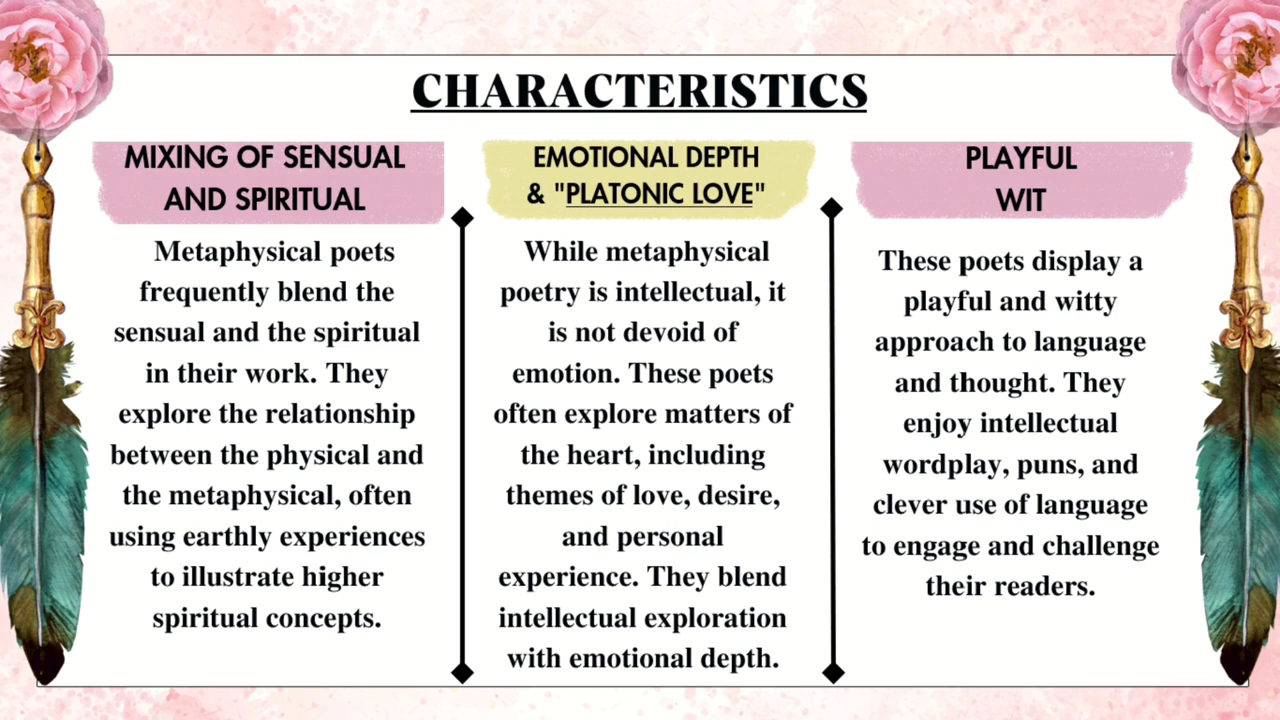 CHARACTERISTICS
MIXING OF SENSUAL
AND SPIRITUAL
Metaphysical poets
frequently blend the
sensual and the spiritual
in their work. They
explore the relationship
between the physical and
the metaphysical, often
using earthly experiences
to illustrate higher
spiritual concepts.
EMOTIONAL DEPTH
& "PLATONIC LOVE"
While metaphysical
poetry is intellectual, it
is not devoid of
emotion. These poets
often explore matters of
the heart, including
themes of love, desire,
and personal
experience. They blend
intellectual exploration
with emotional depth.
PLAYFUL
WIT
These poets display a
playful and witty
approach to language
and thought. They
enjoy intellectual
wordplay, puns, and
clever use of language
to engage and challenge
their readers.